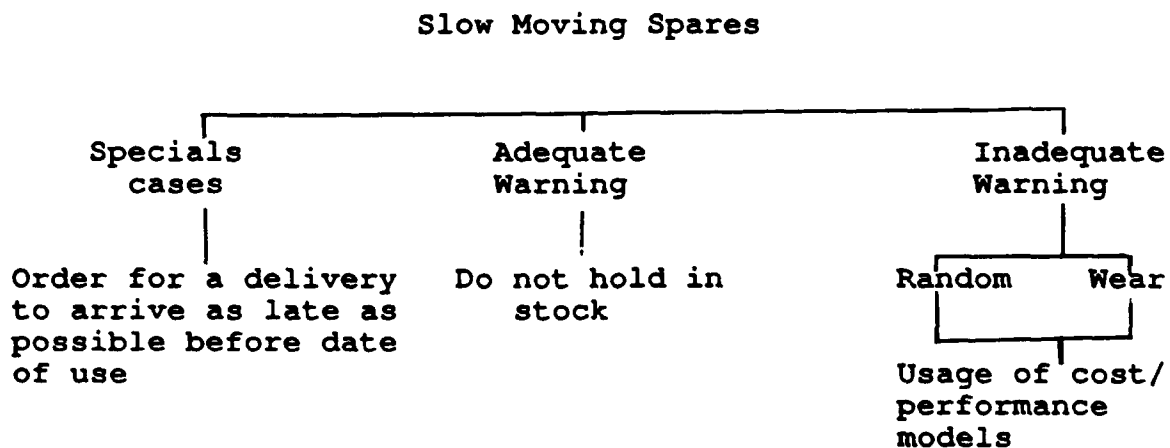 Slow Moving Spares
Specials
cases
Adequate
Warning
Inadequate
Warning
Order for a delivery
to arrive as late as
possible before date
of use
Do not hold in
stock
Random
Wear
Usage of cost/
performance
models